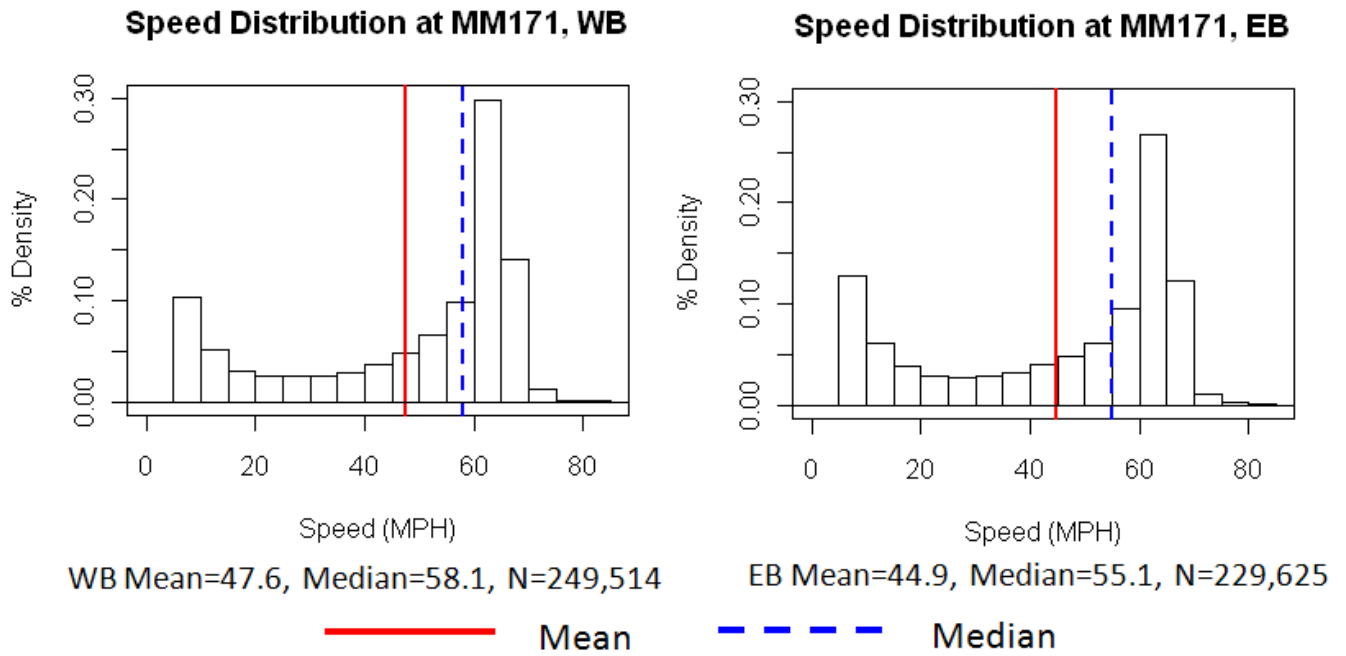 Speed Distribution at MM171, WB
% Density
0.30
0.20
0.10
0.00
0 20 40 60 80
Speed (MPH)
WB Mean=47.6, Median=58.1, N=249,514
Speed Distribution at MM171, EB
% Density
0.30
0.20
0.10
0.00
0 20 40 60 80
Speed (MPH)
EB Mean=44.9, Median=55.1, N=229,625
Mean
Median